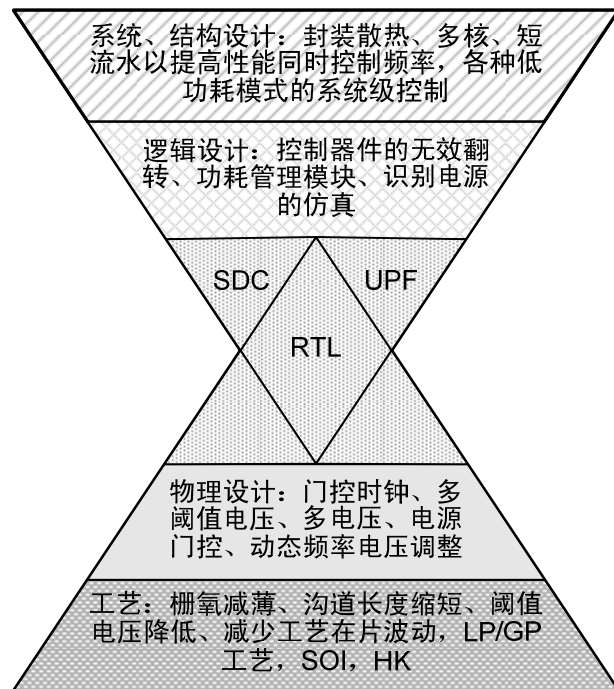 系统、结构设计：封装散热、多核、短
流水以提高性能同时控制频率，各种低
功耗模式的系统级控制
逻辑设计：控制器件的无效翻
转、功耗管理模块、识别电源
的仿真
SDC
UPF
RTL
物理设计：门控时钟、多
阈值电压、多电压、电源
门控、动态频率电压调整
工艺：栅氧减薄、沟道长度缩短、阈值
电压降低、减少工艺在片波动，LP/GP
工艺，SOI，HK